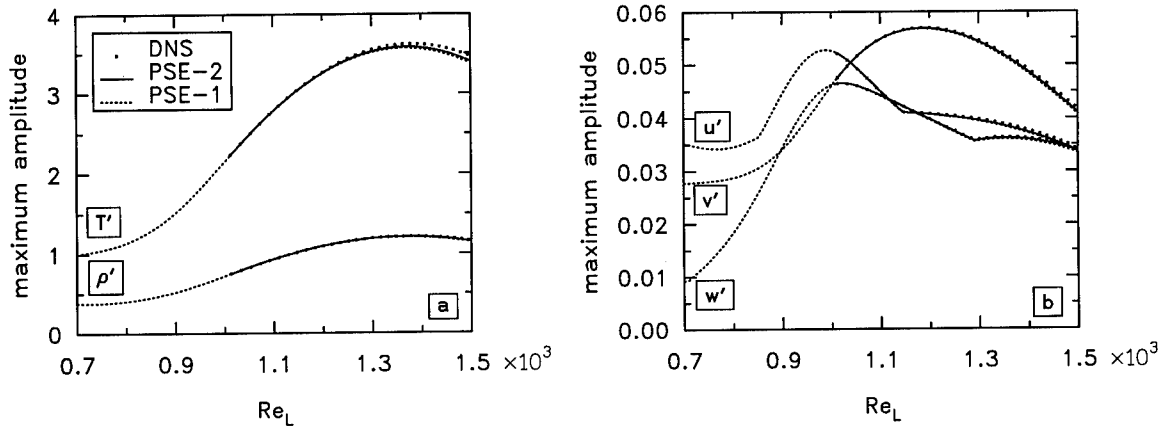 maximum amplitude
4
3
2
1
0
DNS
PSE-2
PSE-1
T'
ρ'
a
0.7 0.9 1.1 1.3 1.5 ×10³
Re_L
maximum amplitude
0.06
0.05
0.04
0.03
0.02
0.01
0.00
u'
v'
w'
b
0.7 0.9 1.1 1.3 1.5 ×10³
Re_L